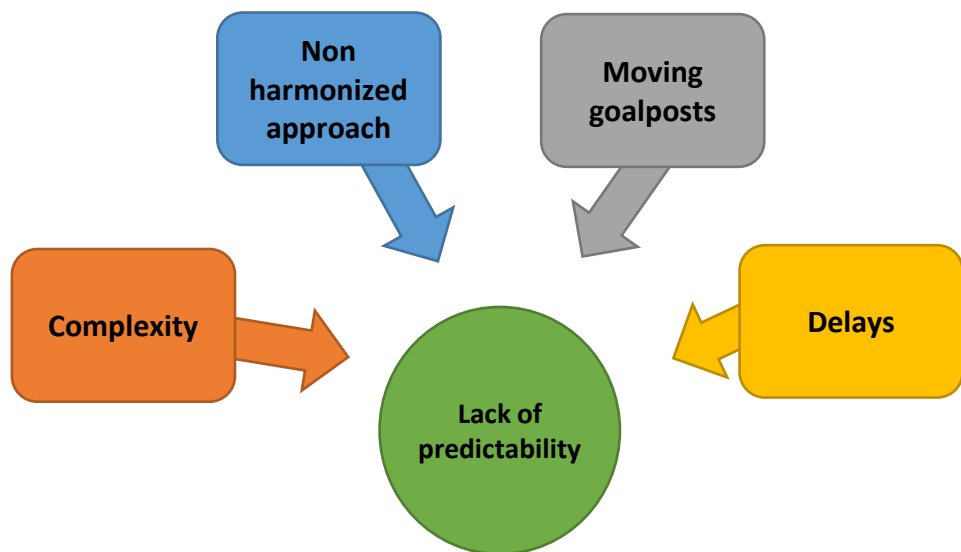 Non
harmonized
approach
Moving
goalposts
Complexity
Delays
Lack of
predictability